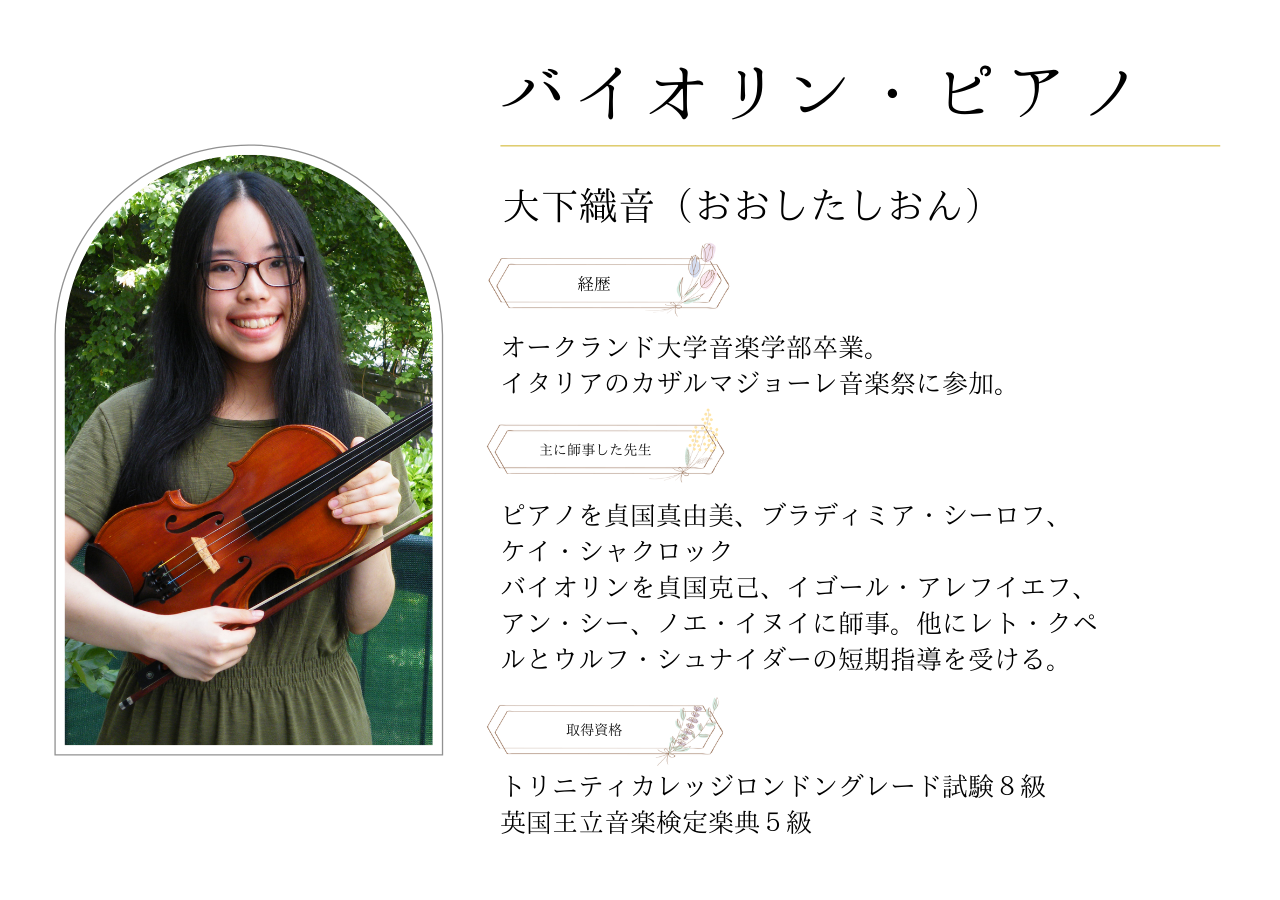 バイオリン・ピアノ
大下織音（おおしたしおん）
経歴
オークランド大学音楽学部卒業。
イタリアのカザルマジョーレ音楽祭に参加。
主に師事した先生
ピアノを貞国真由美、ブラディミア・シーロフ、
ケイ・シャクロック
バイオリンを貞国克己、イゴール・アレフイエフ、
アン・シー、ノエ・イヌイに師事。他にレト・クペ
ルとウルフ・シュナイダーの短期指導を受ける。
取得資格
トリニティカレッジロンドングレード試験８級
英国王立音楽検定楽典５級